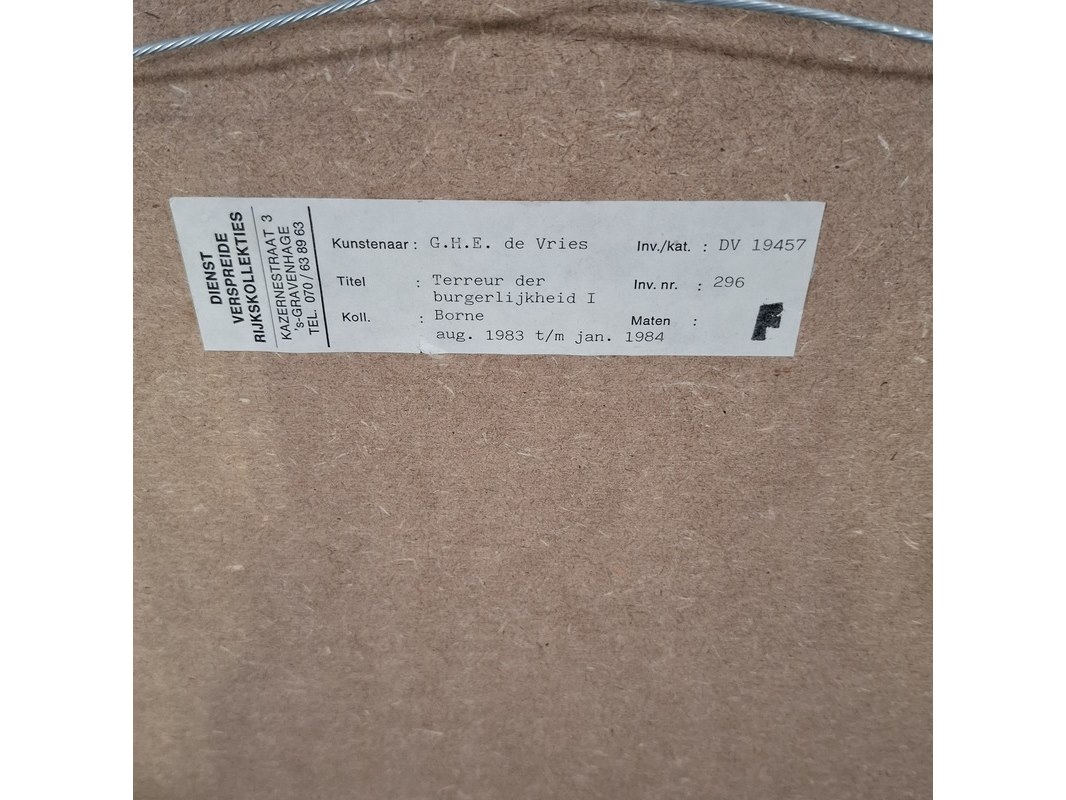 DIENST
VERSPREIDE
RIJKSKOLLEKTIES
KAZERNESTRAAT 3
's-GRAVENHAGE
TEL. 070 / 63 89 63
Kunstenaar : G.H.E. de Vries Inv./kat. : DV 19457
Titel : Terreur der Inv. nr. : 296
burgerlijkheid I
Koll. : Borne Maten :
aug. 1983 t/m jan. 1984
F